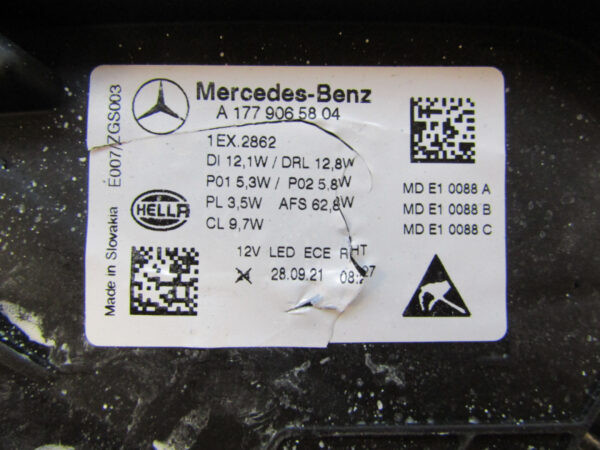 Mercedes-Benz
A 177 906 58 04
1EX.2862
DI 12,1W / DRL 12,8W
P01 5,3W / P02 5,8W
PL 3,5W AFS 62,8W
CL 9,7W
12V LED ECE RHT
28.09.21
HELLA
MD E1 0088 A
MD E1 0088 B
MD E1 0088 C
Made in Slovakia E007/ZGS003